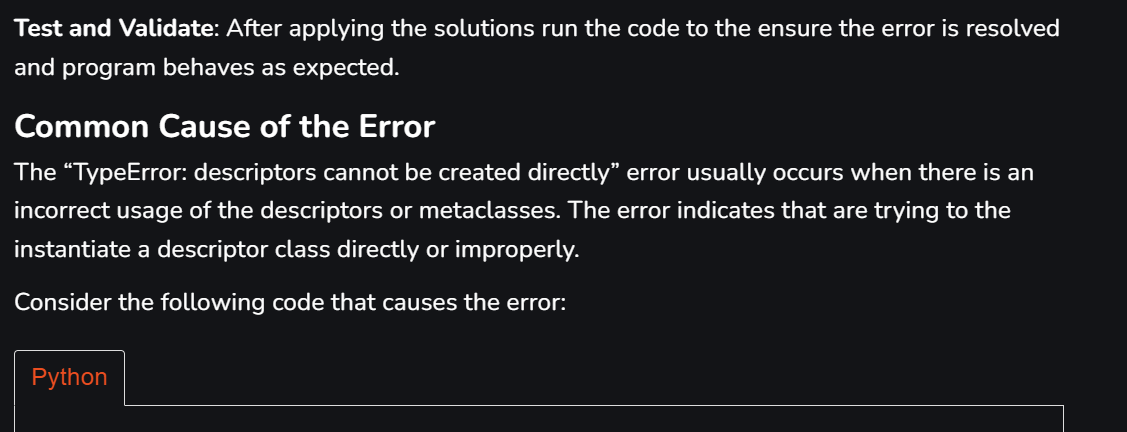 Test and Validate: After applying the solutions run the code to the ensure the error is resolved
and program behaves as expected.
Common Cause of the Error
The “TypeError: descriptors cannot be created directly” error usually occurs when there is an
incorrect usage of the descriptors or metaclasses. The error indicates that are trying to the
instantiate a descriptor class directly or improperly.
Consider the following code that causes the error:
Python